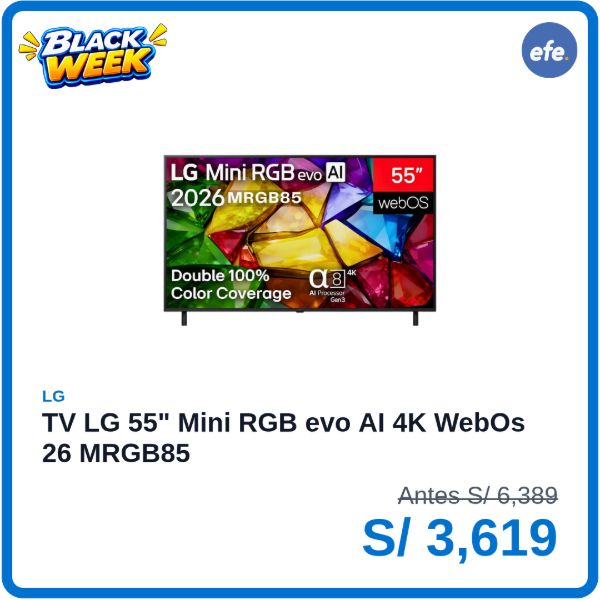 BLACK
WEEK
efe.
LG Mini RGB evo AI
2026 MRGB85
55”
webOS
Double 100%
Color Coverage
α 8 4K
AI Processor
Gen3
LG
TV LG 55" Mini RGB evo AI 4K WebOs
26 MRGB85
Antes S/ 6,389
S/ 3,619